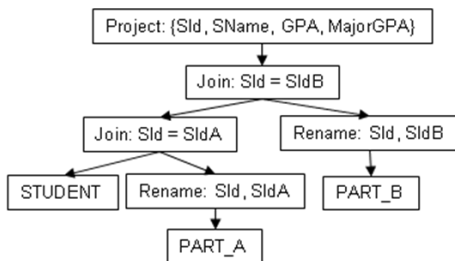 Project: {SId, SName, GPA, MajorGPA}
Join: SId = SIdB
Join: SId = SIdA
Rename: SId, SIdB
STUDENT
Rename: SId, SIdA
PART_B
PART_A